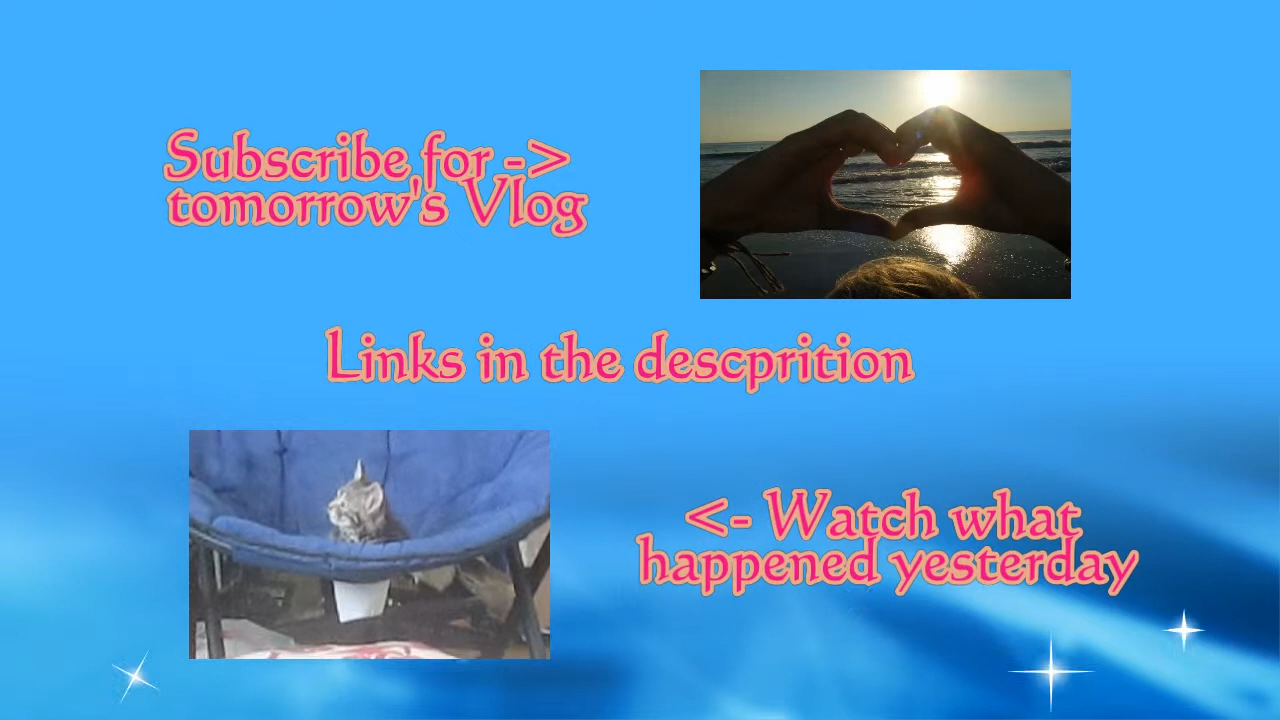 Subscribe for ->
tomorrow's Vlog
Links in the descprition
<- Watch what
happened yesterday